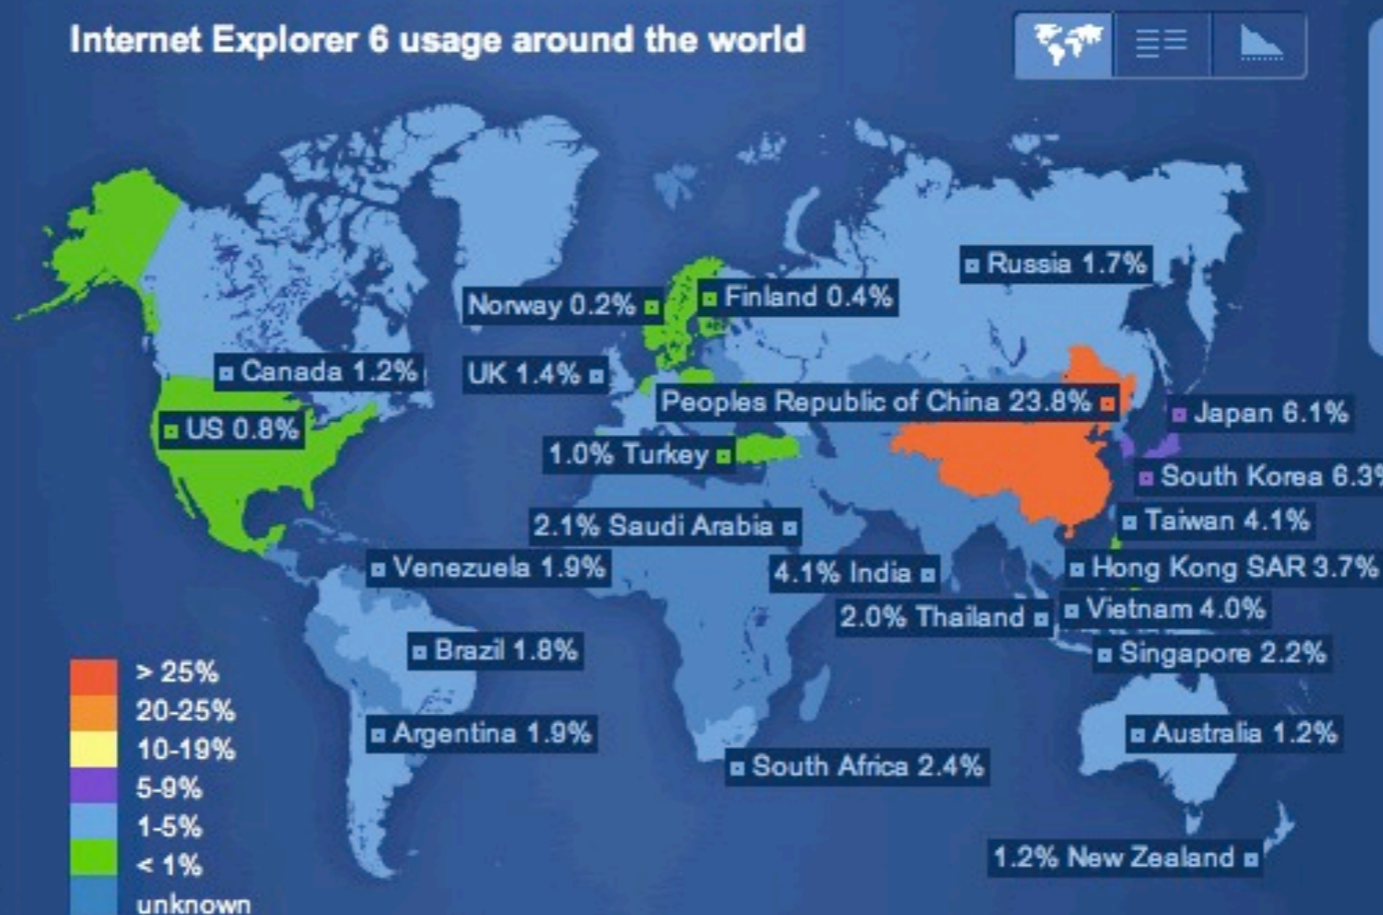 Internet Explorer 6 usage around the world
Russia 1.7%
Norway 0.2%
Finland 0.4%
Canada 1.2%
UK 1.4%
Peoples Republic of China 23.8%
Japan 6.1%
US 0.8%
1.0% Turkey
South Korea 6.3%
2.1% Saudi Arabia
Taiwan 4.1%
Venezuela 1.9%
4.1% India
Hong Kong SAR 3.7%
2.0% Thailand
Vietnam 4.0%
Brazil 1.8%
Singapore 2.2%
Argentina 1.9%
Australia 1.2%
South Africa 2.4%
1.2% New Zealand
> 25%
20-25%
10-19%
5-9%
1-5%
< 1%
unknown